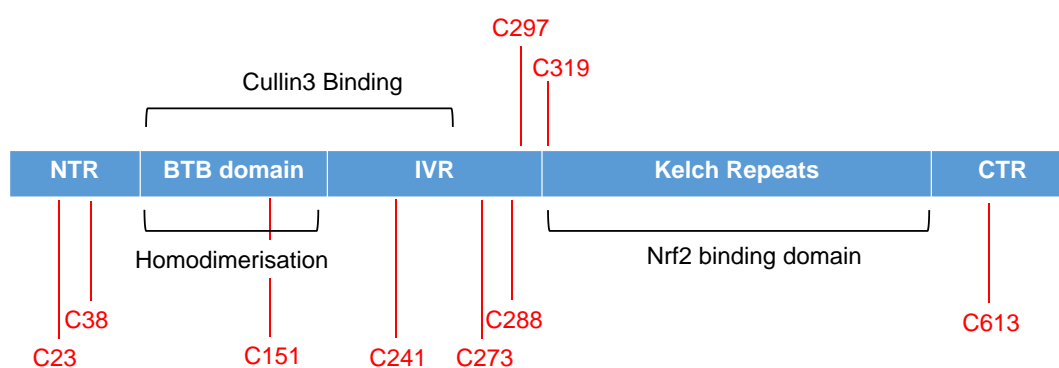 C297
C319
Cullin3 Binding
NTR BTB domain IVR Kelch Repeats CTR
Homodimerisation
Nrf2 binding domain
C38 C288 C613
C23 C151 C241 C273